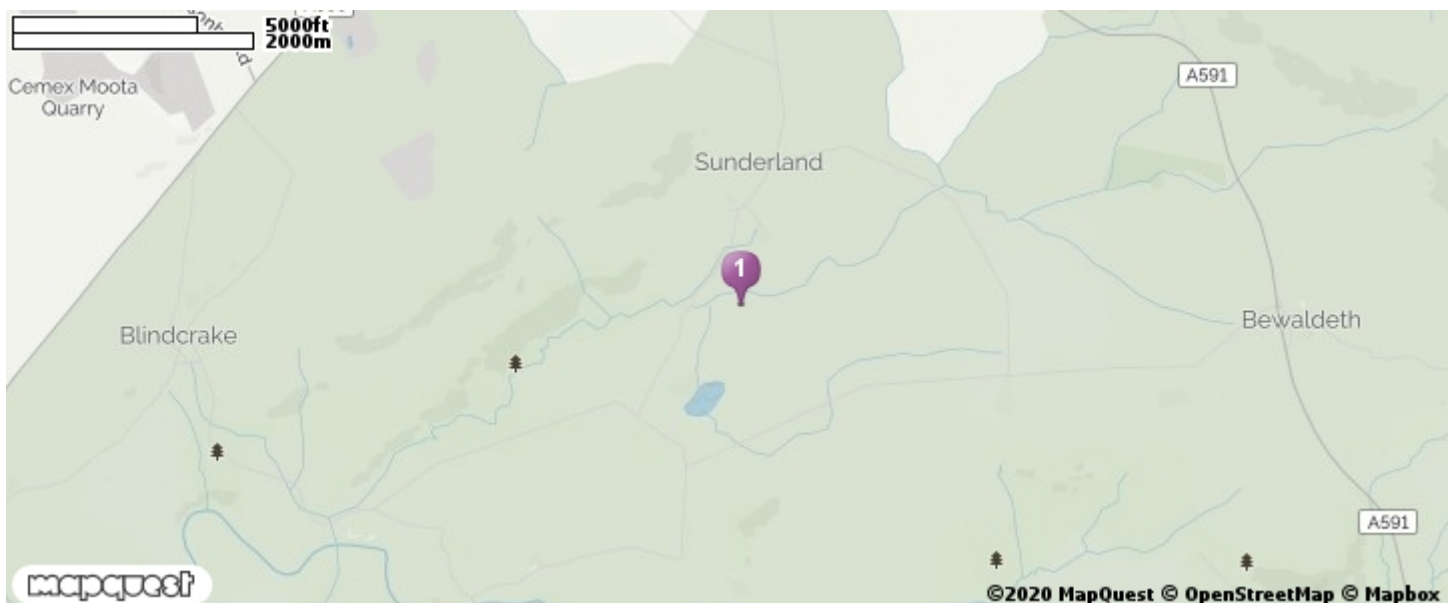 5000ft
2000m
Cemex Moota
Quarry
A591
Sunderland
1
Blindcrake
Bewaldeth
A591
mapquest
©2020 MapQuest © OpenStreetMap © Mapbox